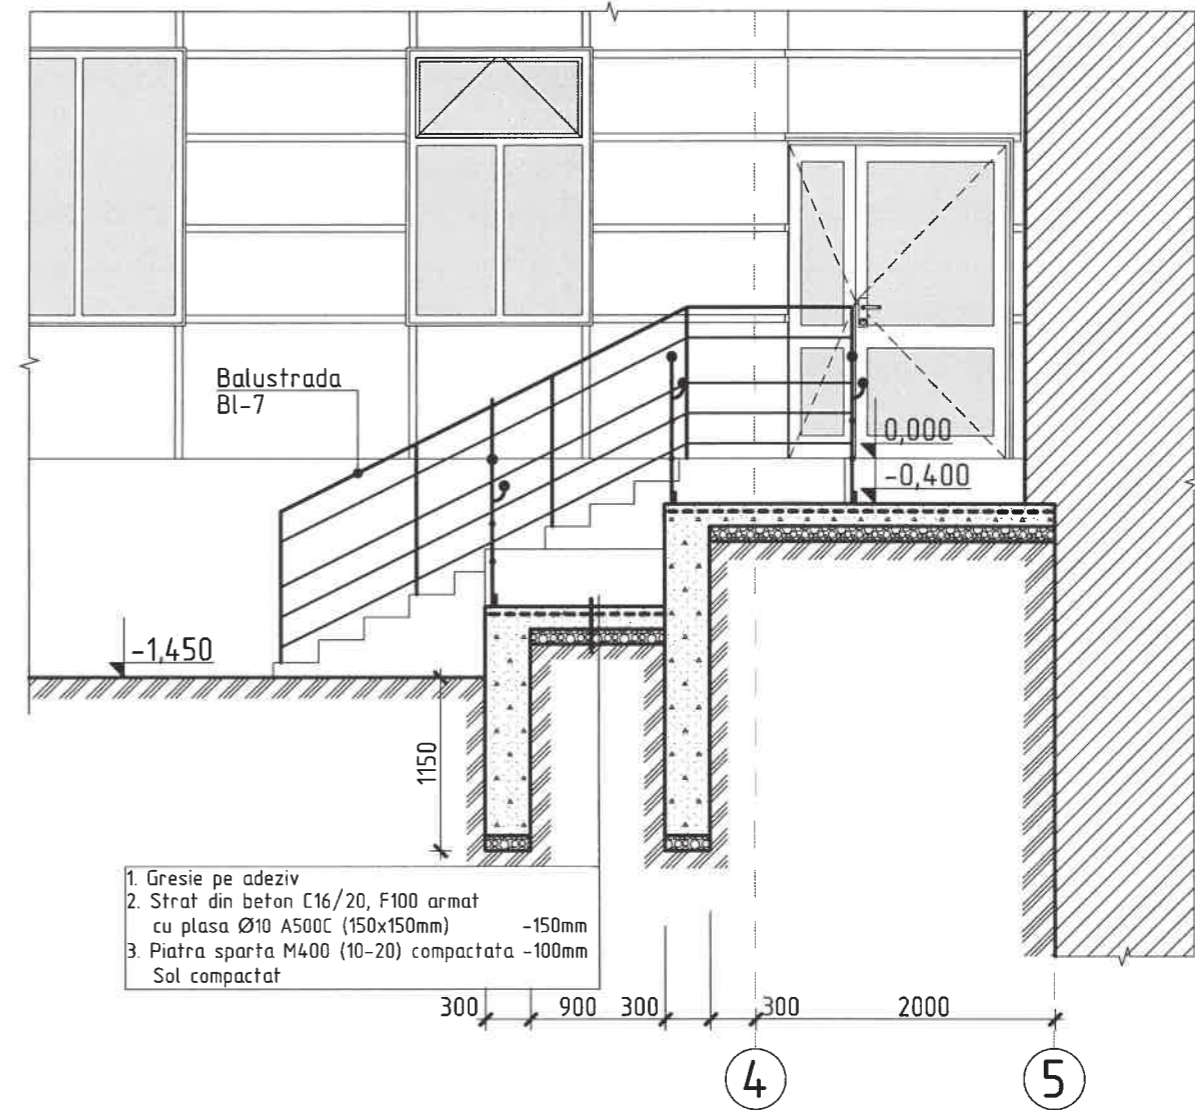 Balustrada
Bl-7
0,000
-0,400
-1,450
1150
1. Gresie pe adeziv
2. Strat din beton C16/20, F100 armat
cu plasa Ø10 A500C (150x150mm) -150mm
3. Piatra sparta M400 (10-20) compactata -100mm
Sol compactat
300 900 300 300 2000
4 5